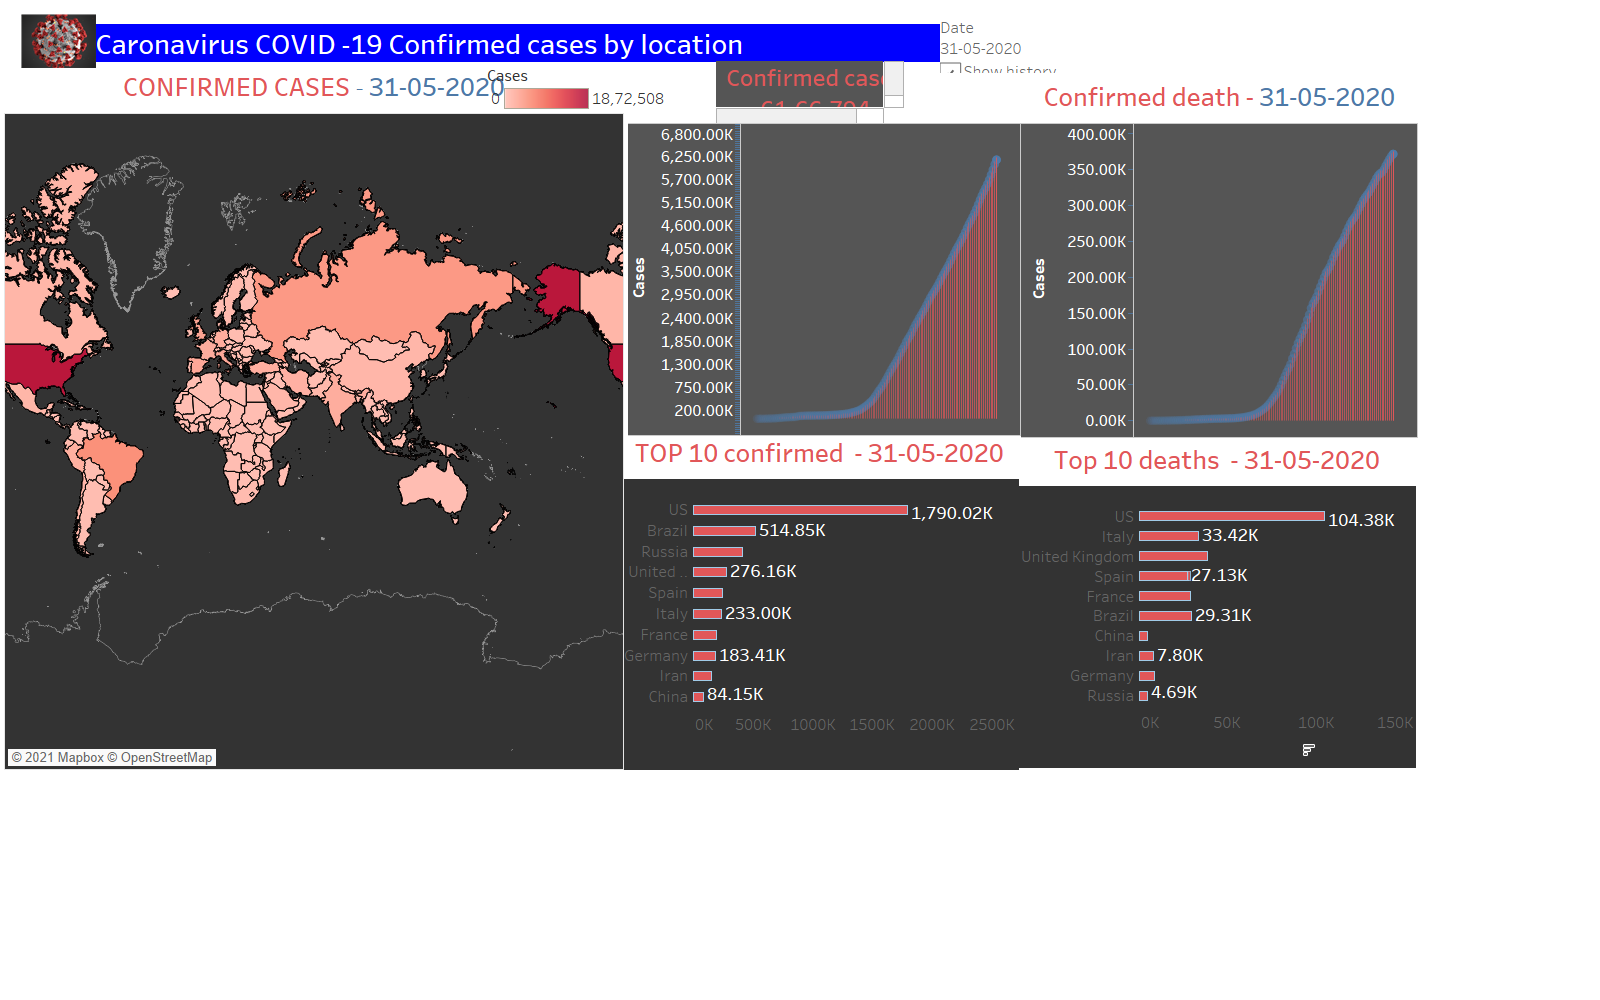 Caronavirus COVID -19 Confirmed cases by location
Date
31-05-2020
Show history
CONFIRMED CASES - 31-05-2020
Cases
0
18,72,508
Confirmed
Confirmed death - 31-05-2020
6,800.00K
6,250.00K
5,700.00K
5,150.00K
4,600.00K
4,050.00K
3,500.00K
2,950.00K
2,400.00K
1,850.00K
1,300.00K
750.00K
200.00K
Cases
400.00K
350.00K
300.00K
250.00K
200.00K
150.00K
100.00K
50.00K
0.00K
Cases
TOP 10 confirmed - 31-05-2020
US 1,790.02K
Brazil 514.85K
Russia
United .. 276.16K
Spain
Italy 233.00K
France
Germany 183.41K
Iran
China 84.15K
0K 500K 1000K 1500K 2000K 2500K
Top 10 deaths - 31-05-2020
US 104.38K
Italy 33.42K
United Kingdom
Spain 27.13K
France
Brazil 29.31K
China
Iran 7.80K
Germany
Russia 4.69K
0K 50K 100K 150K
© 2021 Mapbox © OpenStreetMap